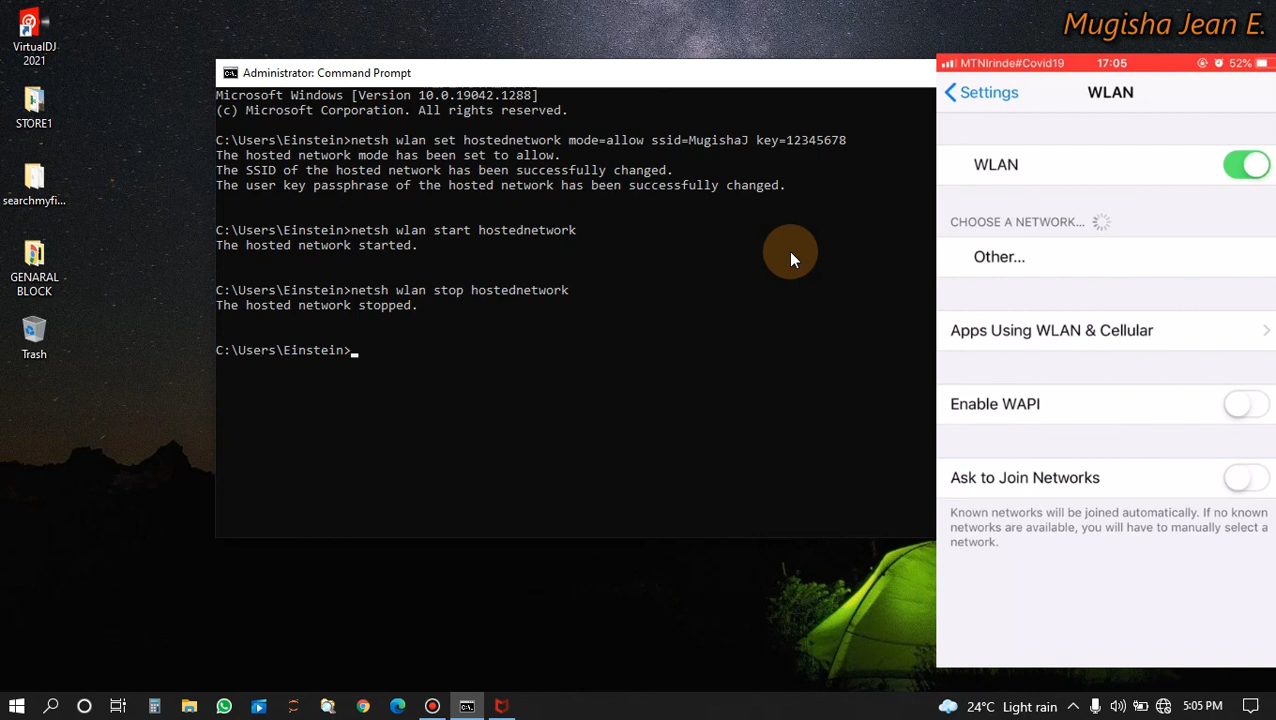 Mugisha Jean E.
VirtualDJ
2021
STORE1
searchmyfi...
GENARAL
BLOCK
Trash
Administrator: Command Prompt
Microsoft Windows [Version 10.0.19042.1288]
(c) Microsoft Corporation. All rights reserved.
C:\Users\Einstein>netsh wlan set hostednetwork mode=allow ssid=MugishaJ key=12345678
The hosted network mode has been set to allow.
The SSID of the hosted network has been successfully changed.
The user key passphrase of the hosted network has been successfully changed.
C:\Users\Einstein>netsh wlan start hostednetwork
The hosted network started.
C:\Users\Einstein>netsh wlan stop hostednetwork
The hosted network stopped.
C:\Users\Einstein>
MTNIrinde#Covid19 17:05 52%
Settings WLAN
WLAN
CHOOSE A NETWORK...
Other...
Apps Using WLAN & Cellular
Enable WAPI
Ask to Join Networks
Known networks will be joined automatically. If no known
networks are available, you will have to manually select a
network.
24°C Light rain 5:05 PM